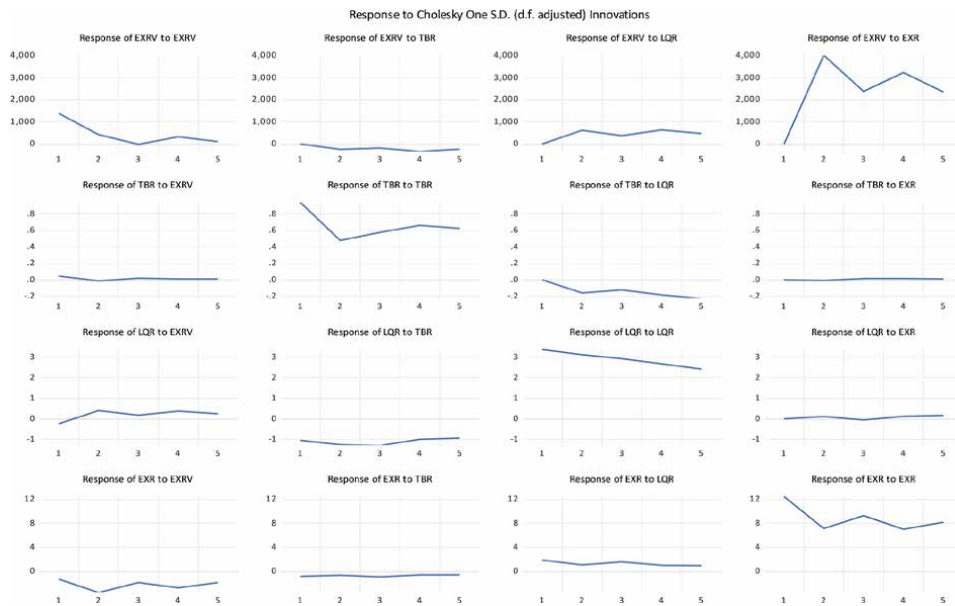 Response to Cholesky One S.D. (d.f. adjusted) Innovations
Response of EXRV to EXRV
Response of EXRV to TBR
Response of EXRV to LQR
Response of EXRV to EXR
4,000 4,000 4,000 4,000
3,000 3,000 3,000 3,000
2,000 2,000 2,000 2,000
1,000 1,000 1,000 1,000
0 0 0 0
1 2 3 4 5 1 2 3 4 5 1 2 3 4 5 1 2 3 4 5
Response of TBR to EXRV
Response of TBR to TBR
Response of TBR to LQR
Response of TBR to EXR
.8 .8 .8 .8
.6 .6 .6 .6
.4 .4 .4 .4
.2 .2 .2 .2
.0 .0 .0 .0
-.2 -.2 -.2 -.2
1 2 3 4 5 1 2 3 4 5 1 2 3 4 5 1 2 3 4 5
Response of LQR to EXRV
Response of LQR to TBR
Response of LQR to LQR
Response of LQR to EXR
3 3 3 3
2 2 2 2
1 1 1 1
0 0 0 0
-1 -1 -1 -1
1 2 3 4 5 1 2 3 4 5 1 2 3 4 5 1 2 3 4 5
Response of EXR to EXRV
Response of EXR to TBR
Response of EXR to LQR
Response of EXR to EXR
12 12 12 12
8 8 8 8
4 4 4 4
0 0 0 0
1 2 3 4 5 1 2 3 4 5 1 2 3 4 5 1 2 3 4 5